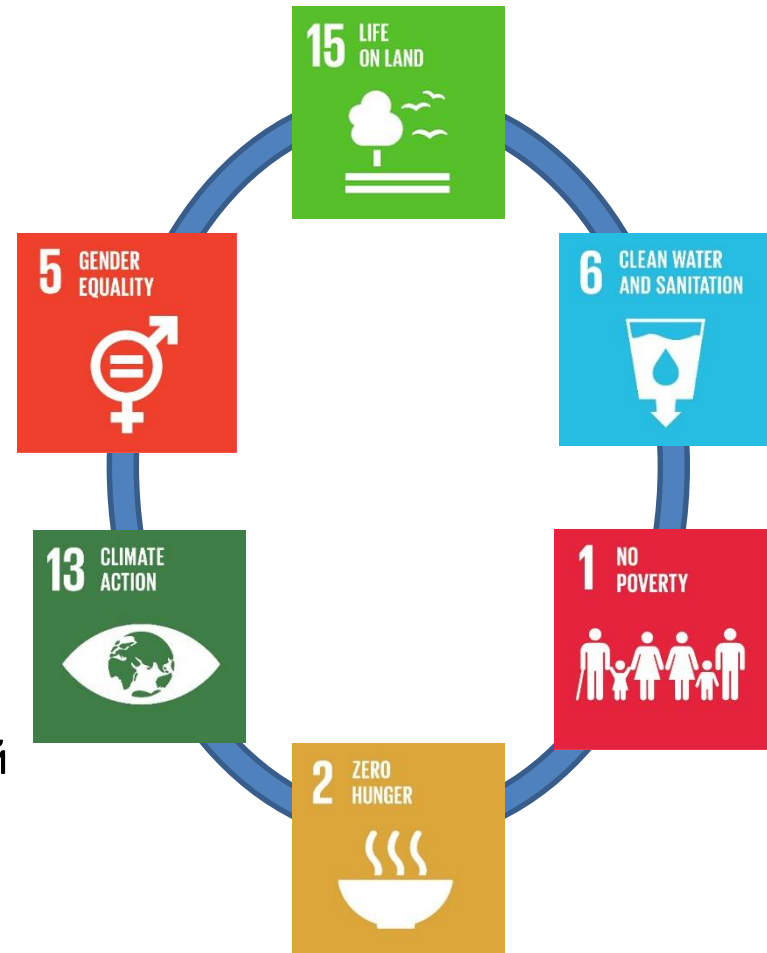 15 LIFE
ON LAND
5 GENDER
EQUALITY
6 CLEAN WATER
AND SANITATION
13 CLIMATE
ACTION
1 NO
POVERTY
й
2 ZERO
HUNGER